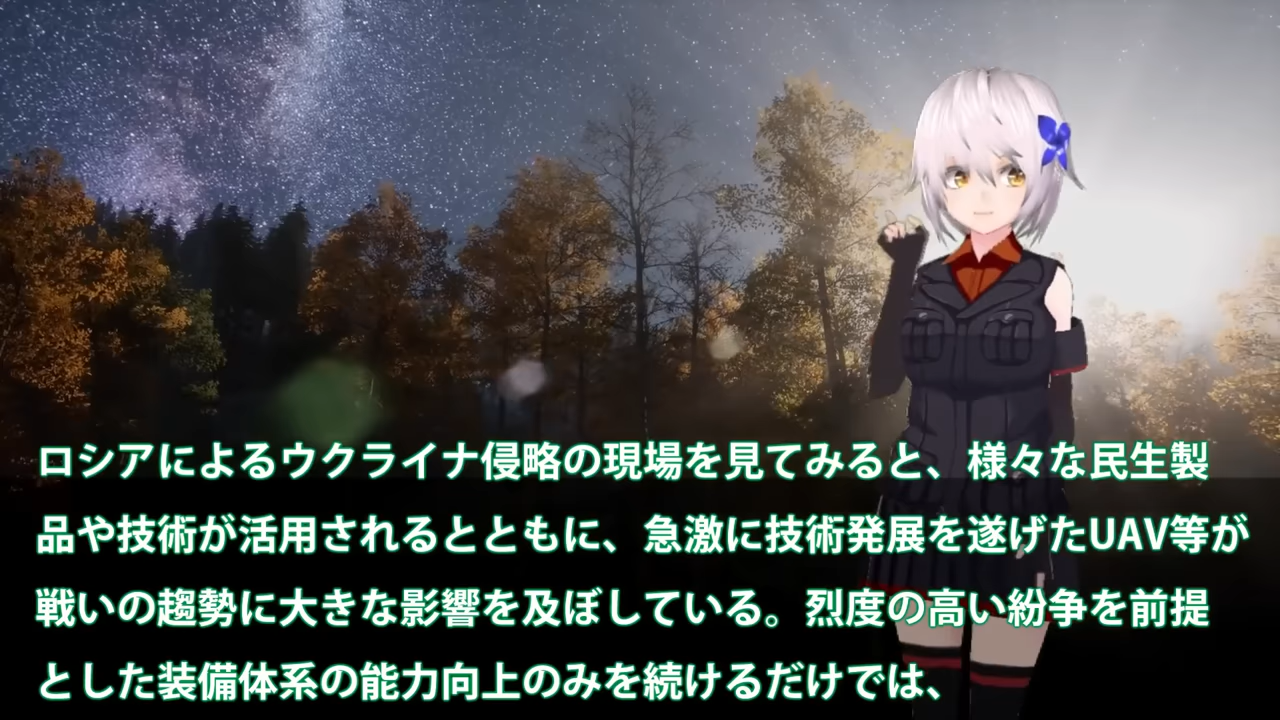 ロシアによるウクライナ侵略の現場を見てみると、様々な民生製
品や技術が活用されるとともに、急激に技術発展を遂げたUAV等が
戦いの趨勢に大きな影響を及ぼしている。烈度の高い紛争を前提
とした装備体系の能力向上のみを続けるだけでは、